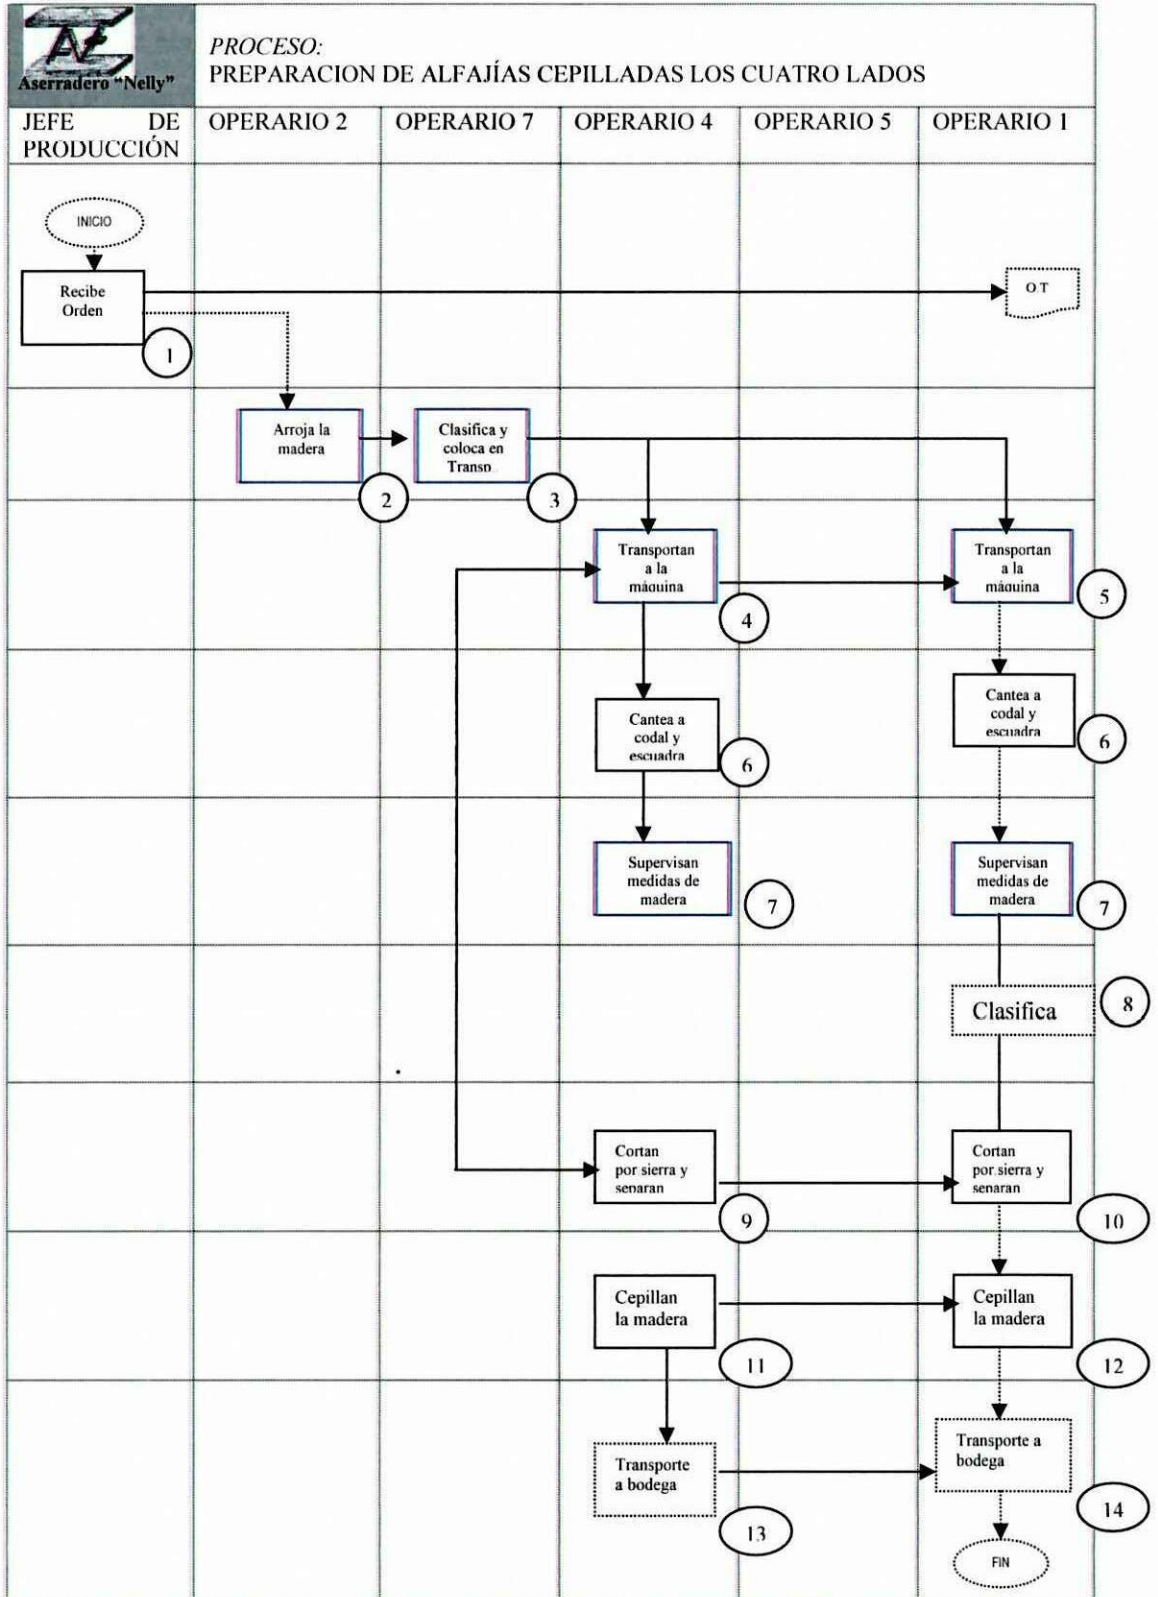 Aserradero "Nelly"
PROCESO:
PREPARACION DE ALFAJÍAS CEPILLADAS LOS CUATRO LADOS
JEFE DE
PRODUCCIÓN
OPERARIO 2
OPERARIO 7
OPERARIO 4
OPERARIO 5
OPERARIO 1
INICIO
Recibe
Orden
1
O T
Arroja la
madera
2
Clasifica y
coloca en
Transp
3
Transportan
a la
máquina
4
Transportan
a la
máquina
5
Cantea a
codal y
escuadra
6
Cantea a
codal y
escuadra
6
Supervisan
medidas de
madera
7
Supervisan
medidas de
madera
7
Clasifica
8
Cortan
por sierra y
separan
9
Cortan
por sierra y
separan
10
Cepillan
la madera
11
Cepillan
la madera
12
Transporte
a bodega
13
Transporte a
bodega
14
FIN